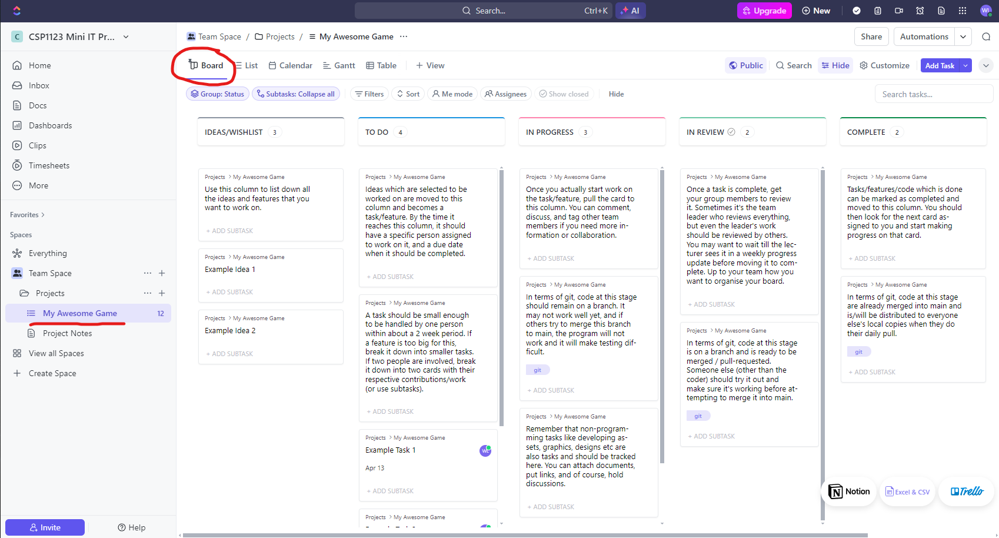 Search...
Ctrl+K
AI
Upgrade
New
WL
C
CSP1123 Mini IT Pr...
Team Space / Projects / My Awesome Game ...
Share
Automations
Home
Inbox
Docs
Dashboards
Clips
Timesheets
More
Favorites
Spaces
Everything
Team Space
Projects
My Awesome Game 12
Project Notes
View all Spaces
Create Space
Invite
Help
Board
List
Calendar
Gantt
Table
+ View
Public
Search
Hide
Customize
Add Task
Group: Status
Subtasks: Collapse all
Filters
Sort
Me mode
Assignees
Show closed
Hide
Search tasks...
IDEAS/WISHLIST 3
Projects > My Awesome Game
Use this column to list down all
the ideas and features that you
want to work on.
+ ADD SUBTASK
Projects > My Awesome Game
Example Idea 1
+ ADD SUBTASK
Projects > My Awesome Game
Example Idea 2
+ ADD SUBTASK
TO DO 4
Projects > My Awesome Game
Ideas which are selected to be
worked on are moved to this
column and becomes a
task/feature. By the time it
reaches this column, it should
have a specific person assigned
to work on it, and a due date
when it should be completed.
+ ADD SUBTASK
Projects > My Awesome Game
A task should be small enough
to be handled by one person
within about a 2 week period. If
a feature is too big for this,
break it down into smaller tasks.
If two people are involved, break
it down into two cards with their
respective contributions/work
(or use subtasks).
+ ADD SUBTASK
Projects > My Awesome Game
Example Task 1
WL
Apr 13
+ ADD SUBTASK
Projects > My Awesome Game
IN PROGRESS 3
Projects > My Awesome Game
Once you actually start work on
the task/feature, pull the card to
this column. You can comment,
discuss, and tag other team
members if you need more in-
formation or collaboration.
+ ADD SUBTASK
Projects > My Awesome Game
In terms of git, code at this stage
should remain on a branch. It
may not work well yet, and if
others try to merge this branch
to main, the program will not
work and it will make testing dif-
ficult.
git
+ ADD SUBTASK
Projects > My Awesome Game
Remember that non-program-
ming tasks like developing as-
sets, graphics, designs etc are
also tasks and should be tracked
here. You can attach documents,
put links, and of course, hold
discussions.
+ ADD SUBTASK
IN REVIEW 2
Projects > My Awesome Game
Once a task is complete, get
your group members to review
it. Sometimes it's the team
leader who reviews everything,
but even the leader's work
should be reviewed by others.
You may want to wait till the lec-
turer sees it in a weekly progress
update before moving it to com-
plete. Up to your team how you
want to organise your board.
+ ADD SUBTASK
Projects > My Awesome Game
In terms of git, code at this stage
is on a branch and is ready to be
merged / pull-requested.
Someone else (other than the
coder) should try it out and
make sure it's working before at-
tempting to merge it into main.
git
+ ADD SUBTASK
COMPLETE 2
Projects > My Awesome Game
Tasks/features/code which is done
can be marked as completed and
moved to this column. You should
then look for the next card as-
signed to you and start making
progress on that card.
+ ADD SUBTASK
Projects > My Awesome Game
In terms of git, code at this stage
are already merged into main and
is/will be distributed to everyone
else's local copies when they do
their daily pull.
git
+ ADD SUBTASK
Notion
Excel & CSV
Trello